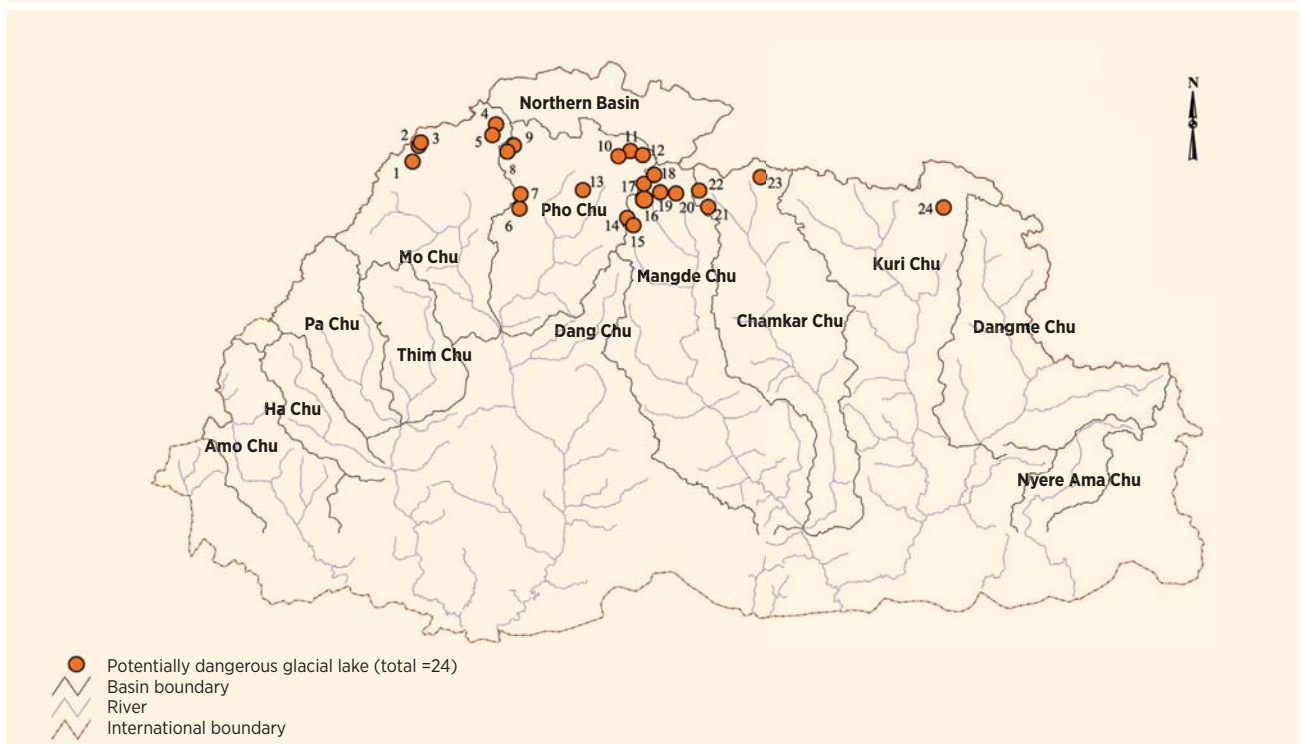 N
Northern Basin
4
2
3
5
9
11
10
12
8
1
18
23
17
13
22
7
24
19
20
21
Pho Chu
16
6
14
15
Mo Chu
Kuri Chu
Mangde Chu
Pa Chu
Chamkar Chu
Dang Chu
Dangme Chu
Thim Chu
Ha Chu
Amo Chu
Nyere Ama Chu
Potentially dangerous glacial lake (total =24)
Basin boundary
River
International boundary